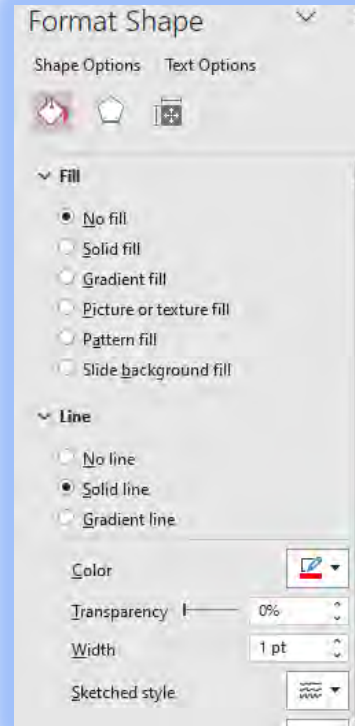 Format Shape
Shape Options Text Options
Fill
No fill
Solid fill
Gradient fill
Picture or texture fill
Pattern fill
Slide background fill
Line
No line
Solid line
Gradient line
Color
Transparency 0%
Width 1 pt
Sketched style